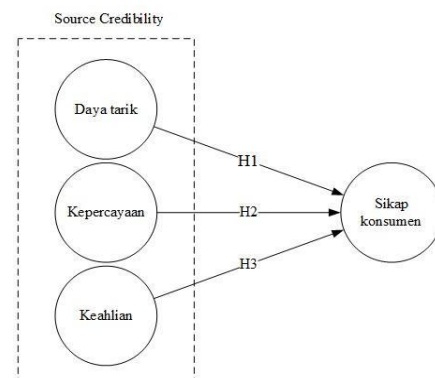 Source Credibility
Daya tarik
H1
Kepercayaan
H2
Sikap
konsumen
H3
Keahlian